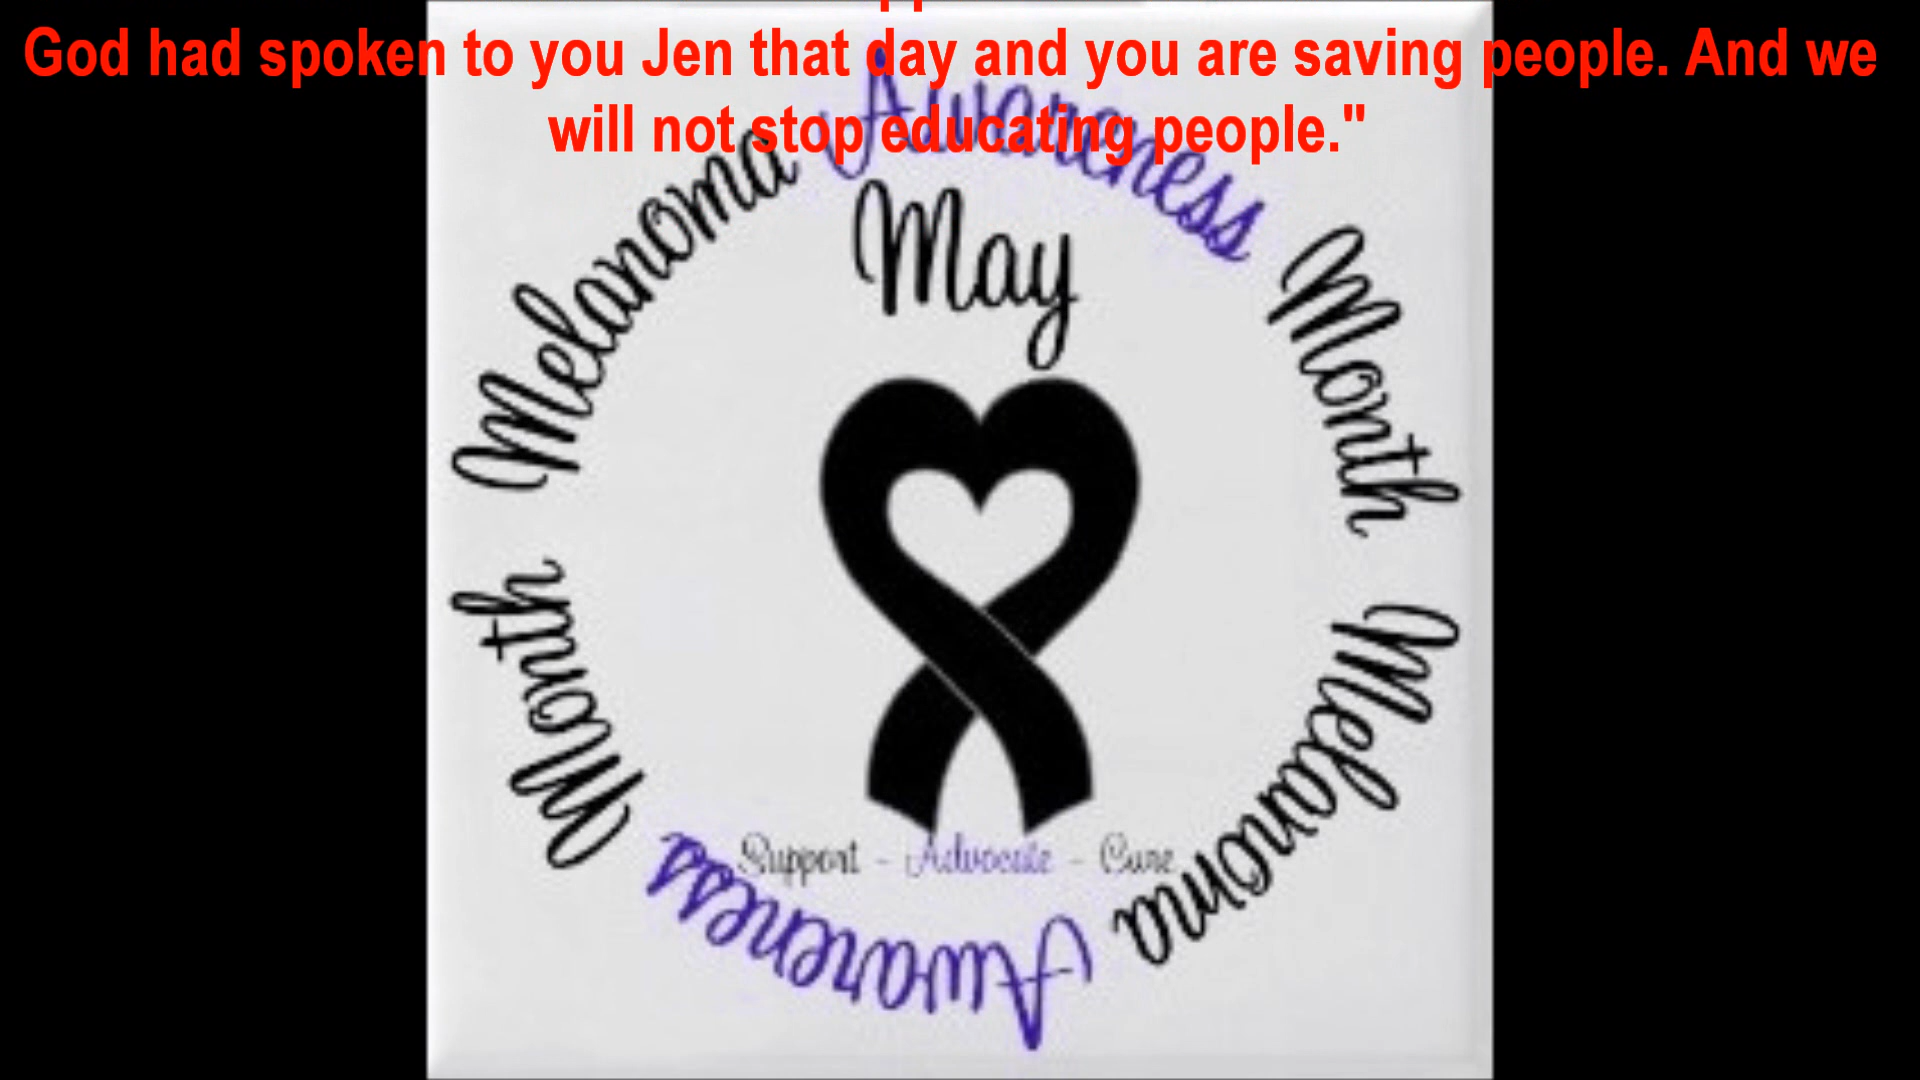 God had spoken to you Jen that day and you are saving people. And we
will not stop educating people."
Melanoma Awareness Month
May
Support - Advocate - Cure
Melanoma Awareness Month